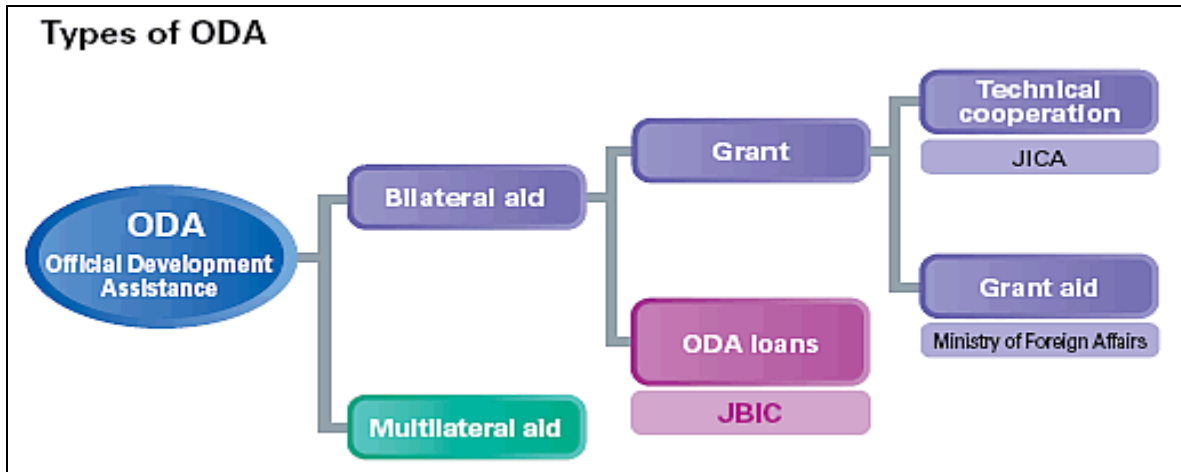 Types of ODA
Technical
cooperation
JICA
Grant
Bilateral aid
ODA
Official Development
Assistance
Grant aid
Ministry of Foreign Affairs
ODA loans
JBIC
Multilateral aid